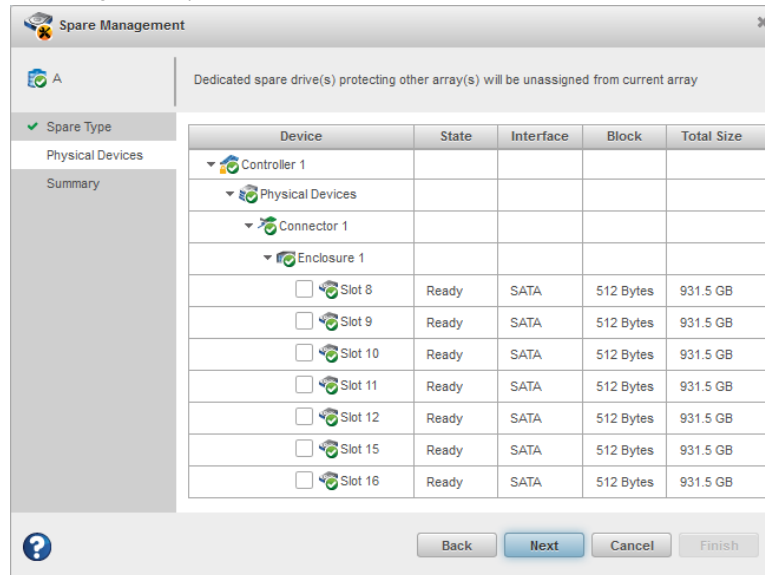 Spare Management
A
Dedicated spare drive(s) protecting other array(s) will be unassigned from current array
Spare Type
Physical Devices
Summary
Device State Interface Block Total Size
Controller 1
Physical Devices
Connector 1
Enclosure 1
Slot 8 Ready SATA 512 Bytes 931.5 GB
Slot 9 Ready SATA 512 Bytes 931.5 GB
Slot 10 Ready SATA 512 Bytes 931.5 GB
Slot 11 Ready SATA 512 Bytes 931.5 GB
Slot 12 Ready SATA 512 Bytes 931.5 GB
Slot 15 Ready SATA 512 Bytes 931.5 GB
Slot 16 Ready SATA 512 Bytes 931.5 GB
? Back Next Cancel Finish